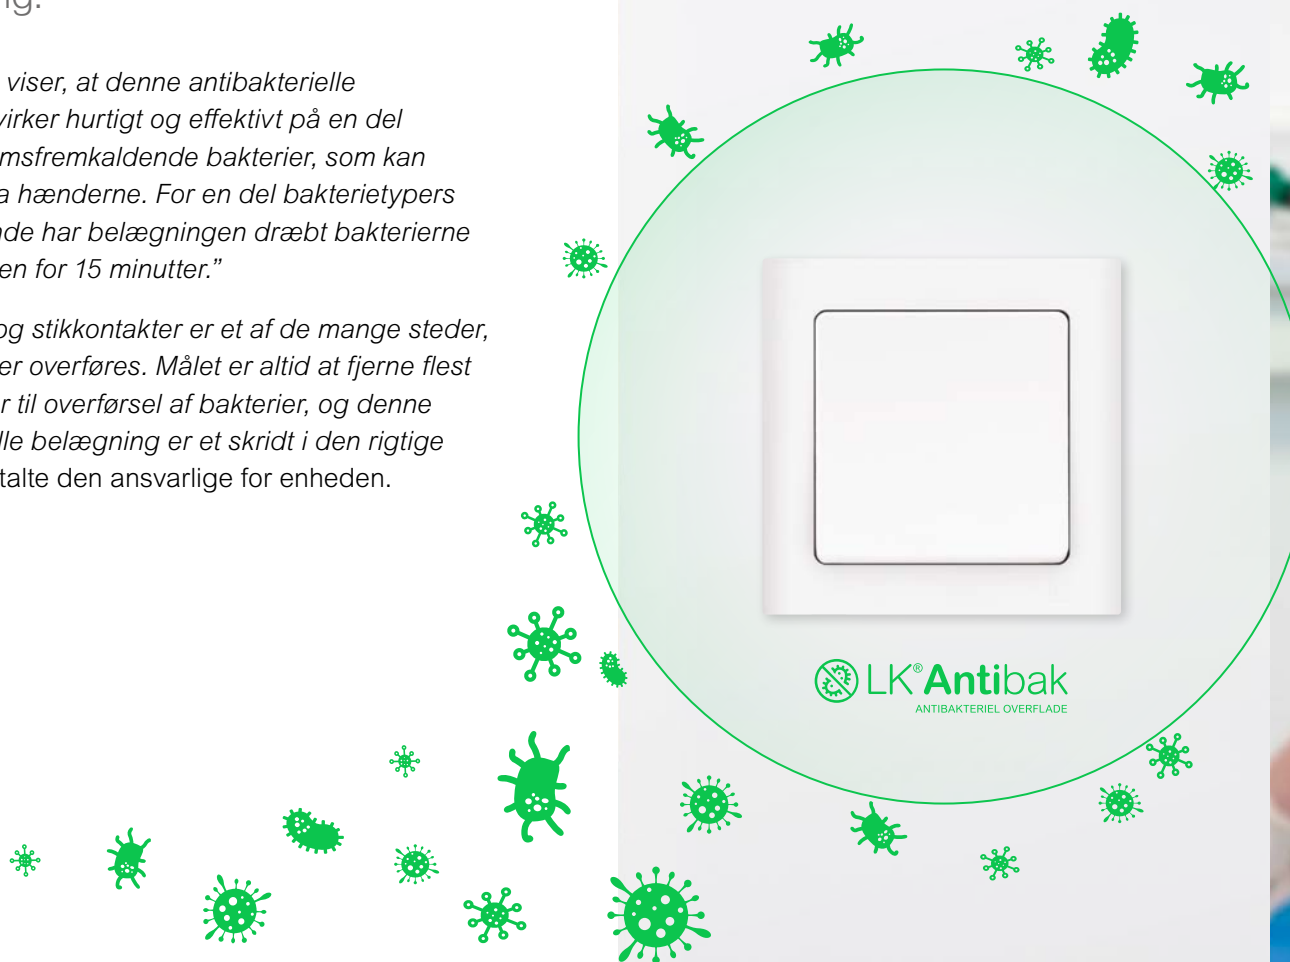 viser, at denne antibakterielle
virker hurtigt og effektivt på en del
msfremkaldende bakterier, som kan
a hænderne. For en del bakterietypers
nde har belægningen dræbt bakterierne
en for 15 minutter.”
og stikkontakter er et af de mange steder,
er overføres. Målet er altid at fjerne flest
r til overførsel af bakterier, og denne
lle belægning er et skridt i den rigtige
talte den ansvarlige for enheden.
LK®Antibak
ANTIBAKTERIEL OVERFLADE